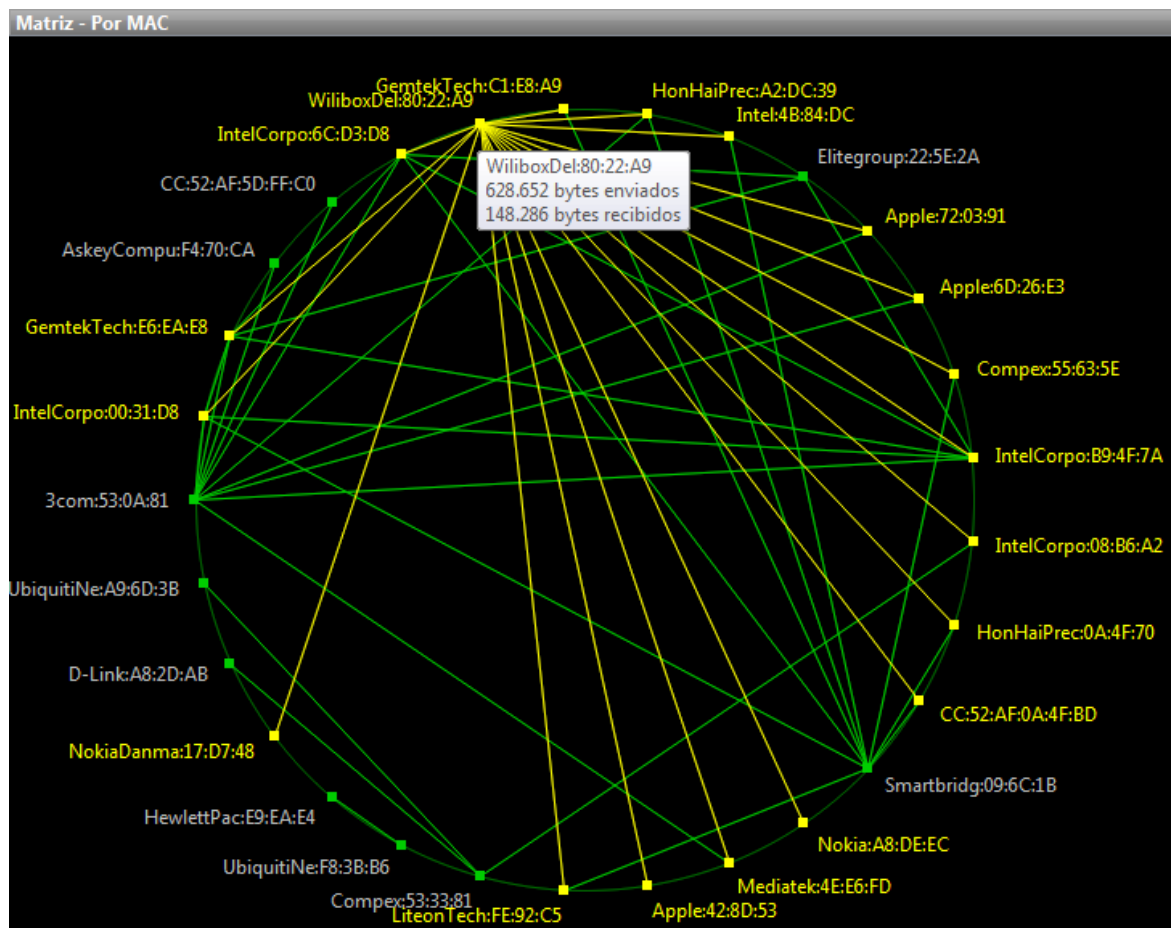 Matriz - Por MAC
GemtekTech:C1:E8:A9
HonHaiPrec:A2:DC:39
WiliboxDel:80:22:A9
Intel:4B:84:DC
IntelCorpo:6C:D3:D8
Elitegroup:22:5E:2A
WiliboxDel:80:22:A9
628.652 bytes enviados
148.286 bytes recibidos
CC:52:AF:5D:FF:C0
Apple:72:03:91
AskeyCompu:F4:70:CA
Apple:6D:26:E3
GemtekTech:E6:EA:E8
Compex:55:63:5E
IntelCorpo:00:31:D8
IntelCorpo:B9:4F:7A
3com:53:0A:81
IntelCorpo:08:B6:A2
UbiquitiNe:A9:6D:3B
HonHaiPrec:0A:4F:70
D-Link:A8:2D:AB
CC:52:AF:0A:4F:BD
NokiaDanma:17:D7:48
Smartbridg:09:6C:1B
HewlettPac:E9:EA:E4
Nokia:A8:DE:EC
UbiquitiNe:F8:3B:B6
Mediatek:4E:E6:FD
Compex:53:33:81
Apple:42:8D:53
LiteonTech:FE:92:C5